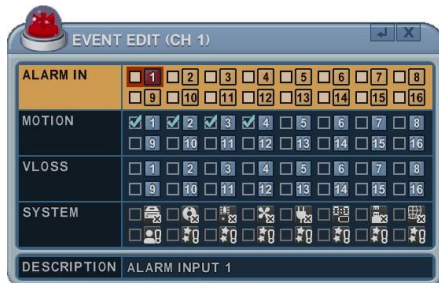 EVENT EDIT (CH 1)
X
ALARM IN 1 2 3 4 5 6 7 8
9 10 11 12 13 14 15 16
MOTION 1 2 3 4 5 6 7 8
9 10 11 12 13 14 15 16
VLOSS 1 2 3 4 5 6 7 8
9 10 11 12 13 14 15 16
SYSTEM
DESCRIPTION ALARM INPUT 1